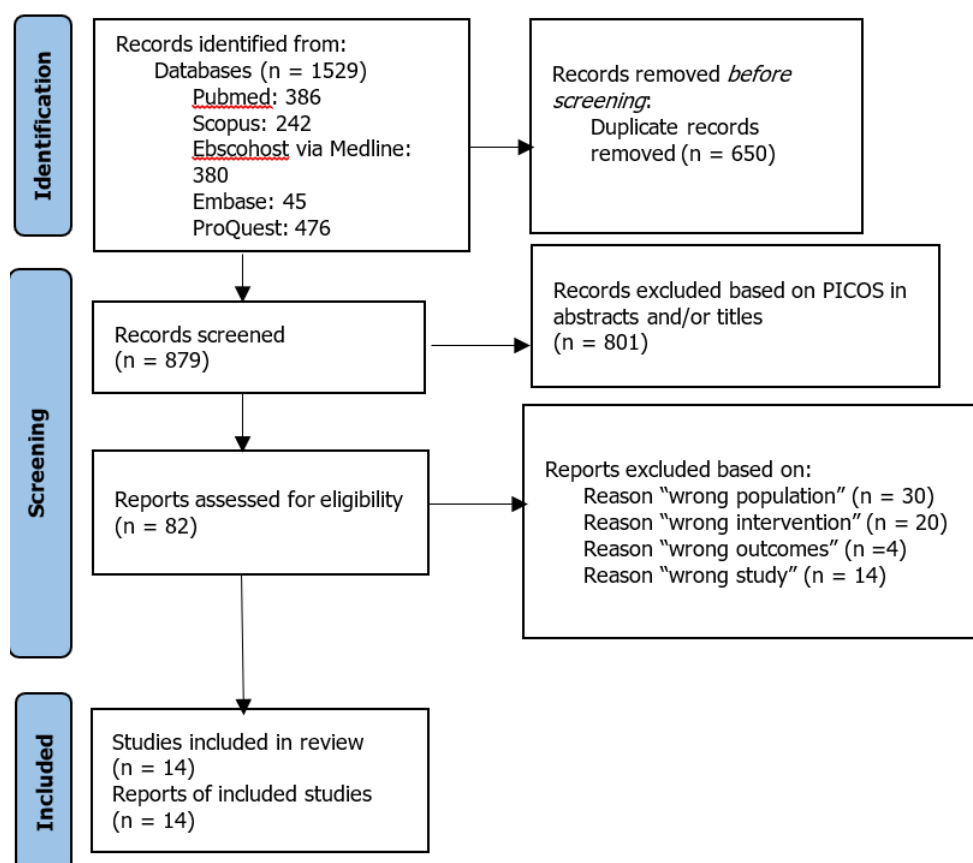 Identification
Records identified from:
Databases (n = 1529)
Pubmed: 386
Scopus: 242
Ebscohost via Medline:
380
Embase: 45
ProQuest: 476
Records removed before
screening:
Duplicate records
removed (n = 650)
Screening
Records screened
(n = 879)
Records excluded based on PICOS in
abstracts and/or titles
(n = 801)
Reports assessed for eligibility
(n = 82)
Reports excluded based on:
Reason “wrong population” (n = 30)
Reason “wrong intervention” (n = 20)
Reason “wrong outcomes” (n =4)
Reason “wrong study” (n = 14)
Included
Studies included in review
(n = 14)
Reports of included studies
(n = 14)